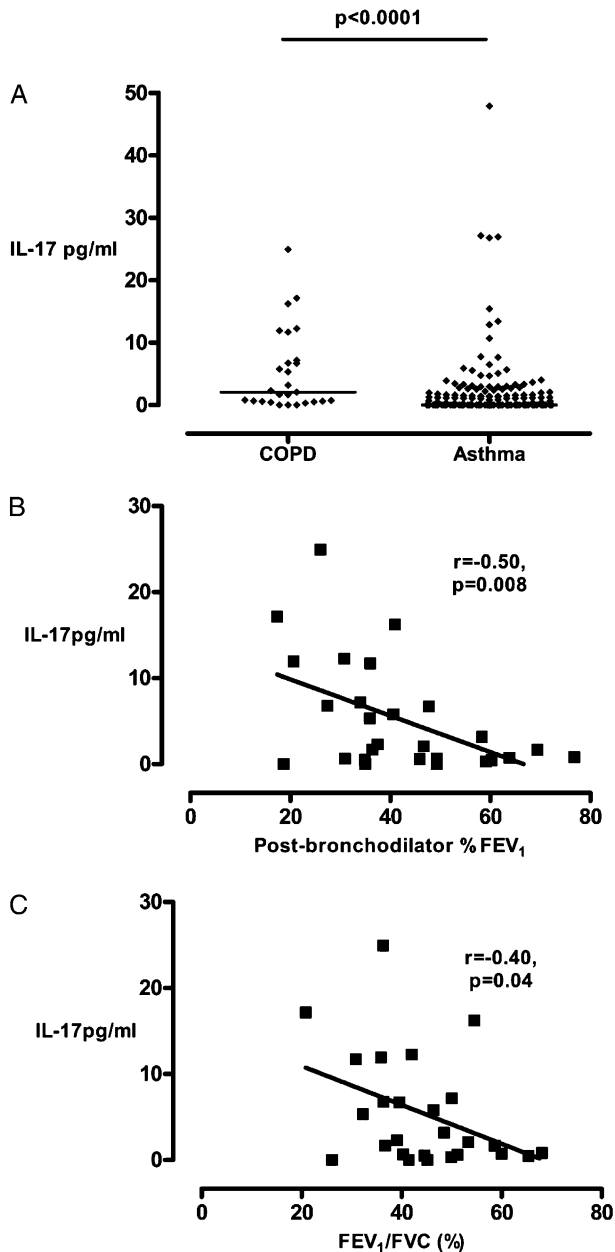 p<0.0001
A
50
40
30
20
10
0
IL-17 pg/ml
COPD Asthma
B
30
20
10
0
IL-17pg/ml
r=-0.50,
p=0.008
0 20 40 60 80
Post-bronchodilator % FEV₁
C
30
20
10
0
IL-17pg/ml
r=-0.40,
p=0.04
0 20 40 60 80
FEV₁/FVC (%)